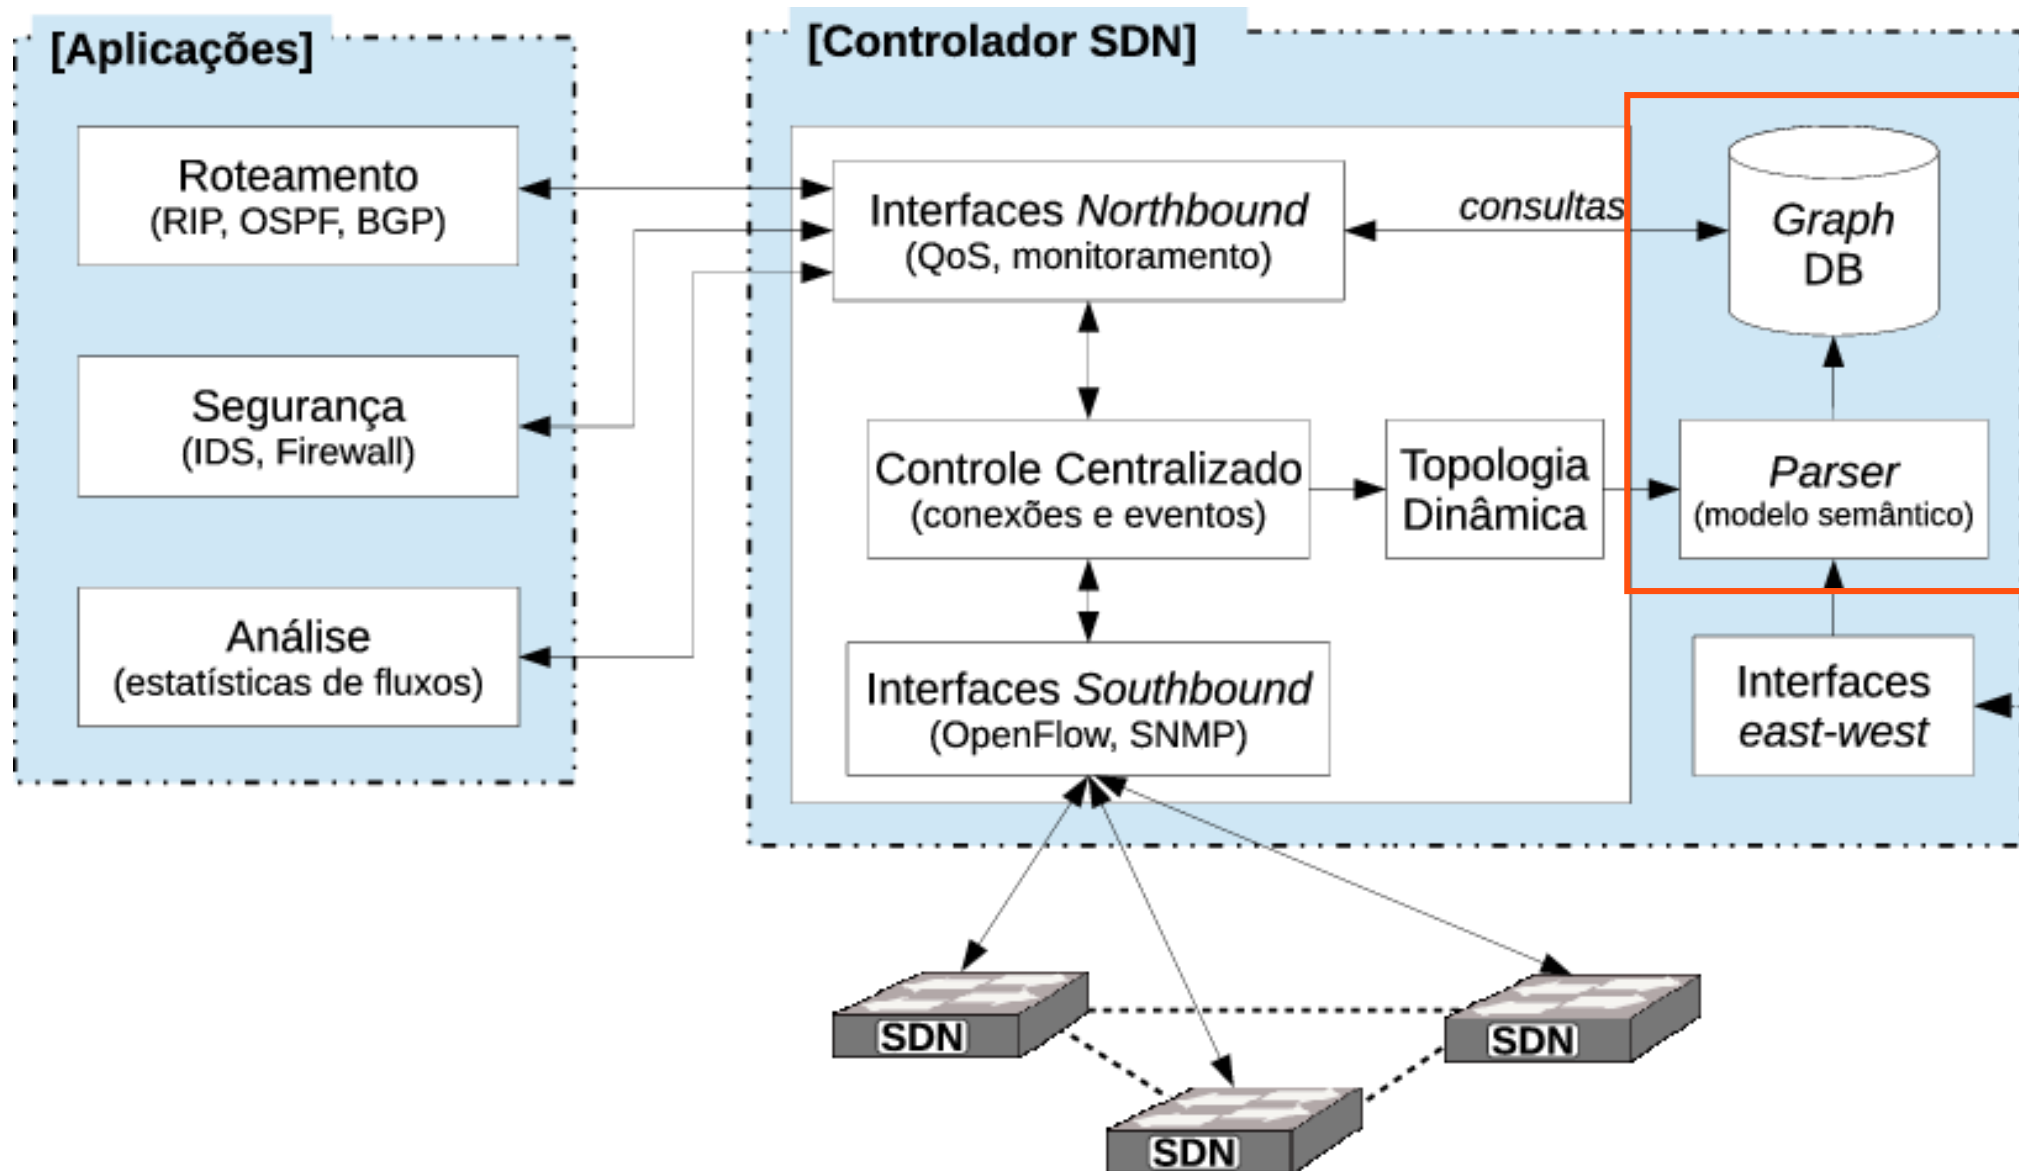 [Aplicações]
Roteamento
(RIP, OSPF, BGP)
Segurança
(IDS, Firewall)
Análise
(estatísticas de fluxos)
[Controlador SDN]
Interfaces Northbound
(QoS, monitoramento)
consultas
Graph
DB
Controle Centralizado
(conexões e eventos)
Topologia
Dinâmica
Parser
(modelo semântico)
Interfaces Southbound
(OpenFlow, SNMP)
Interfaces
east-west
SDN
SDN
SDN